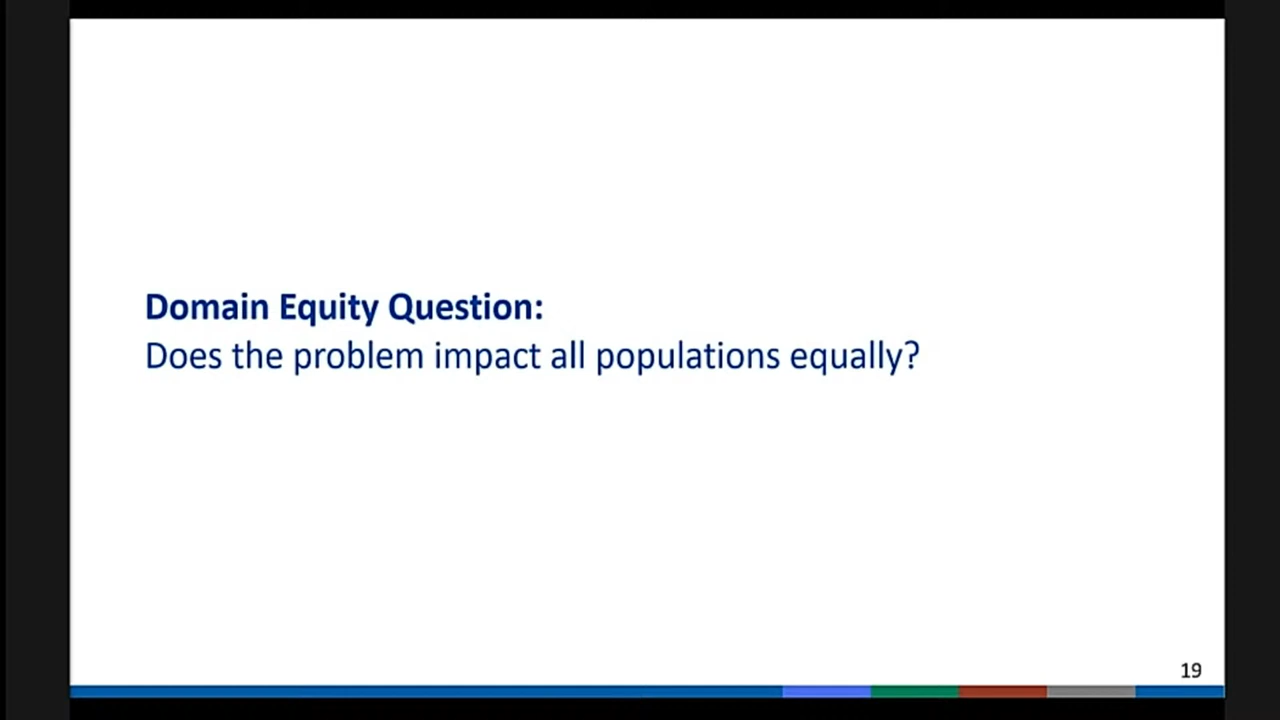 Domain Equity Question:
Does the problem impact all populations equally?
19